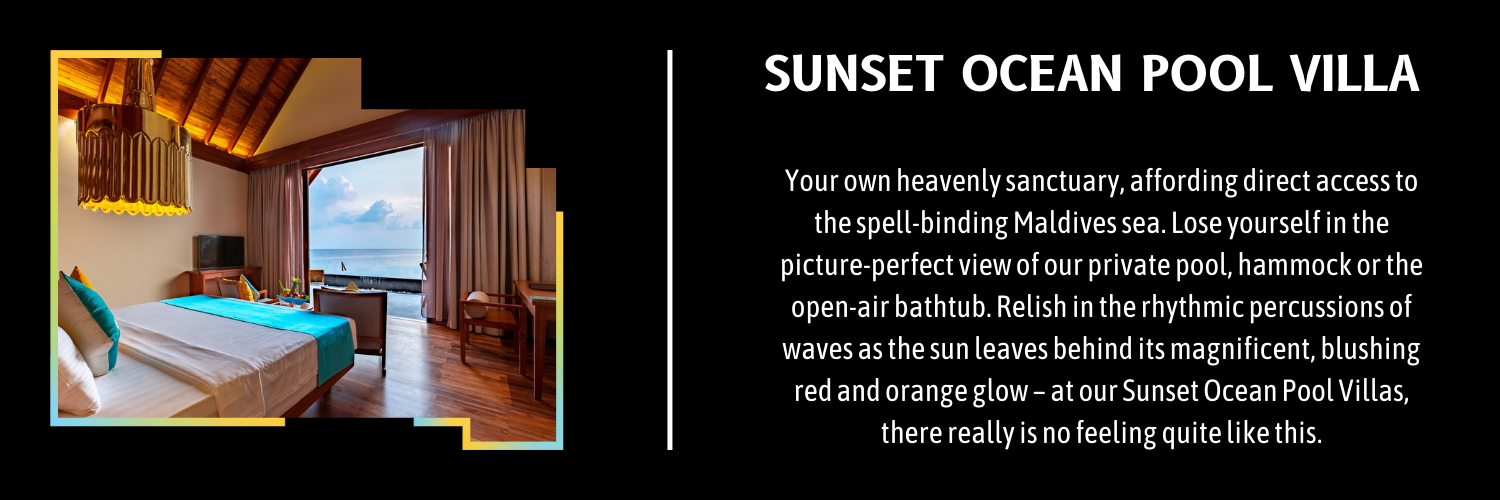 SUNSET OCEAN POOL VILLA
Your own heavenly sanctuary, affording direct access to
the spell-binding Maldives sea. Lose yourself in the
picture-perfect view of our private pool, hammock or the
open-air bathtub. Relish in the rhythmic percussions of
waves as the sun leaves behind its magnificent, blushing
red and orange glow – at our Sunset Ocean Pool Villas,
there really is no feeling quite like this.